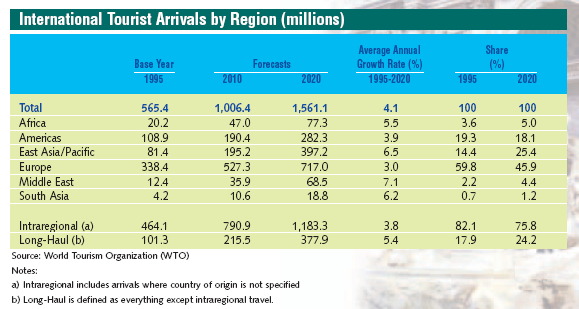 International Tourist Arrivals by Region (millions)
Average Annual Share
Base Year Forecasts Growth Rate (%) (%)
1995 2010 2020 1995-2020 1995 2020
Total 565.4 1,006.4 1,561.1 4.1 100 100
Africa 20.2 47.0 77.3 5.5 3.6 5.0
Americas 108.9 190.4 282.3 3.9 19.3 18.1
East Asia/Pacific 81.4 195.2 397.2 6.5 14.4 25.4
Europe 338.4 527.3 717.0 3.0 59.8 45.9
Middle East 12.4 35.9 68.5 7.1 2.2 4.4
South Asia 4.2 10.6 18.8 6.2 0.7 1.2
Intraregional (a) 464.1 790.9 1,183.3 3.8 82.1 75.8
Long-Haul (b) 101.3 215.5 377.9 5.4 17.9 24.2
Source: World Tourism Organization (WTO)
Notes:
a) Intraregional includes arrivals where country of origin is not specified
b) Long-Haul is defined as everything except intraregional travel.